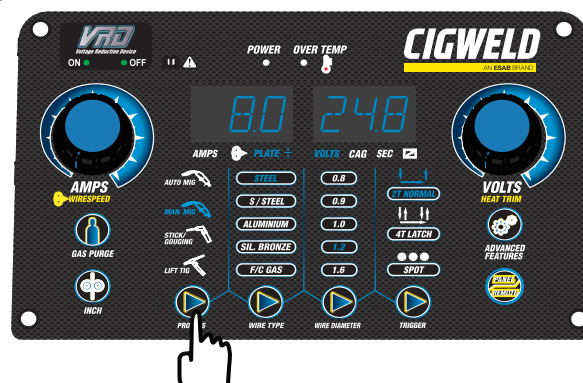 VRD
Voltage Reduction Device
ON OFF
POWER OVER TEMP
CIGWELD
AN ESAB BRAND
8.0 24.8
AMPS PLATE ÷ VOLTS CAG SEC
AMPS
WIRESPEED
GAS PURGE
INCH
AUTO MIG
MAN. MIG
STICK/
GOUGING
LIFT TIG
PROCESS
STEEL
S / STEEL
ALUMINIUM
SIL. BRONZE
F/C GAS
WIRE TYPE
0.8
0.9
1.0
1.2
1.6
WIRE DIAMETER
2T NORMAL
4T LATCH
SPOT
TRIGGER
VOLTS
HEAT TRIM
ADVANCED
FEATURES
PANEL
REMOTE